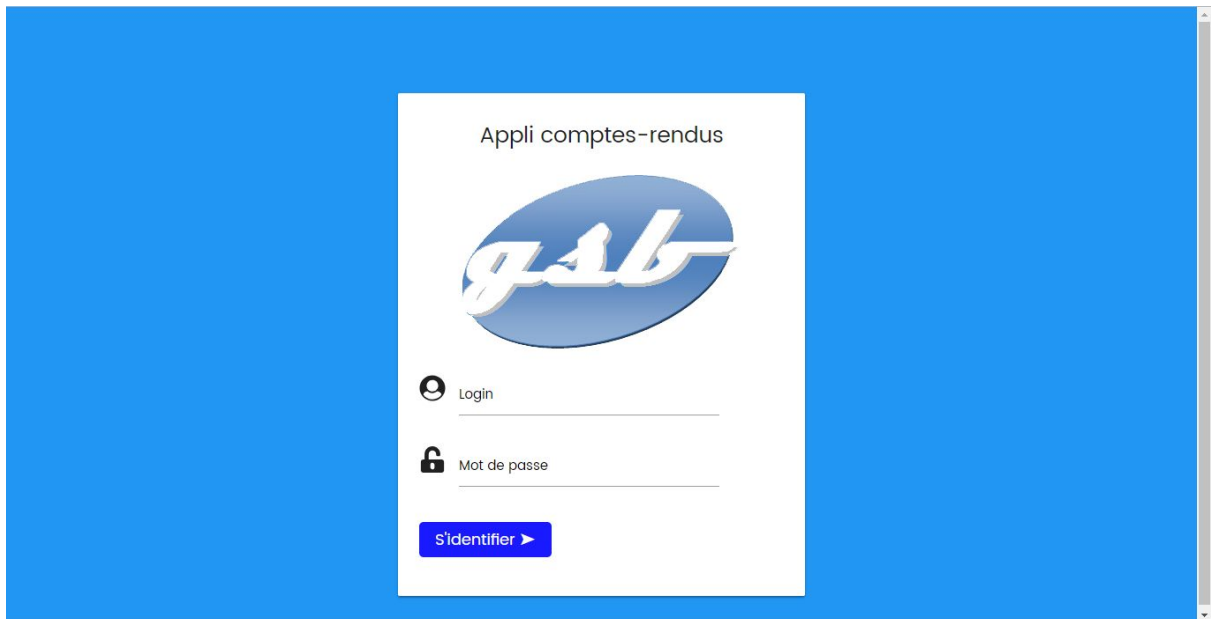 Appli comptes-rendus
gsb
Login
Mot de passe
S'identifier